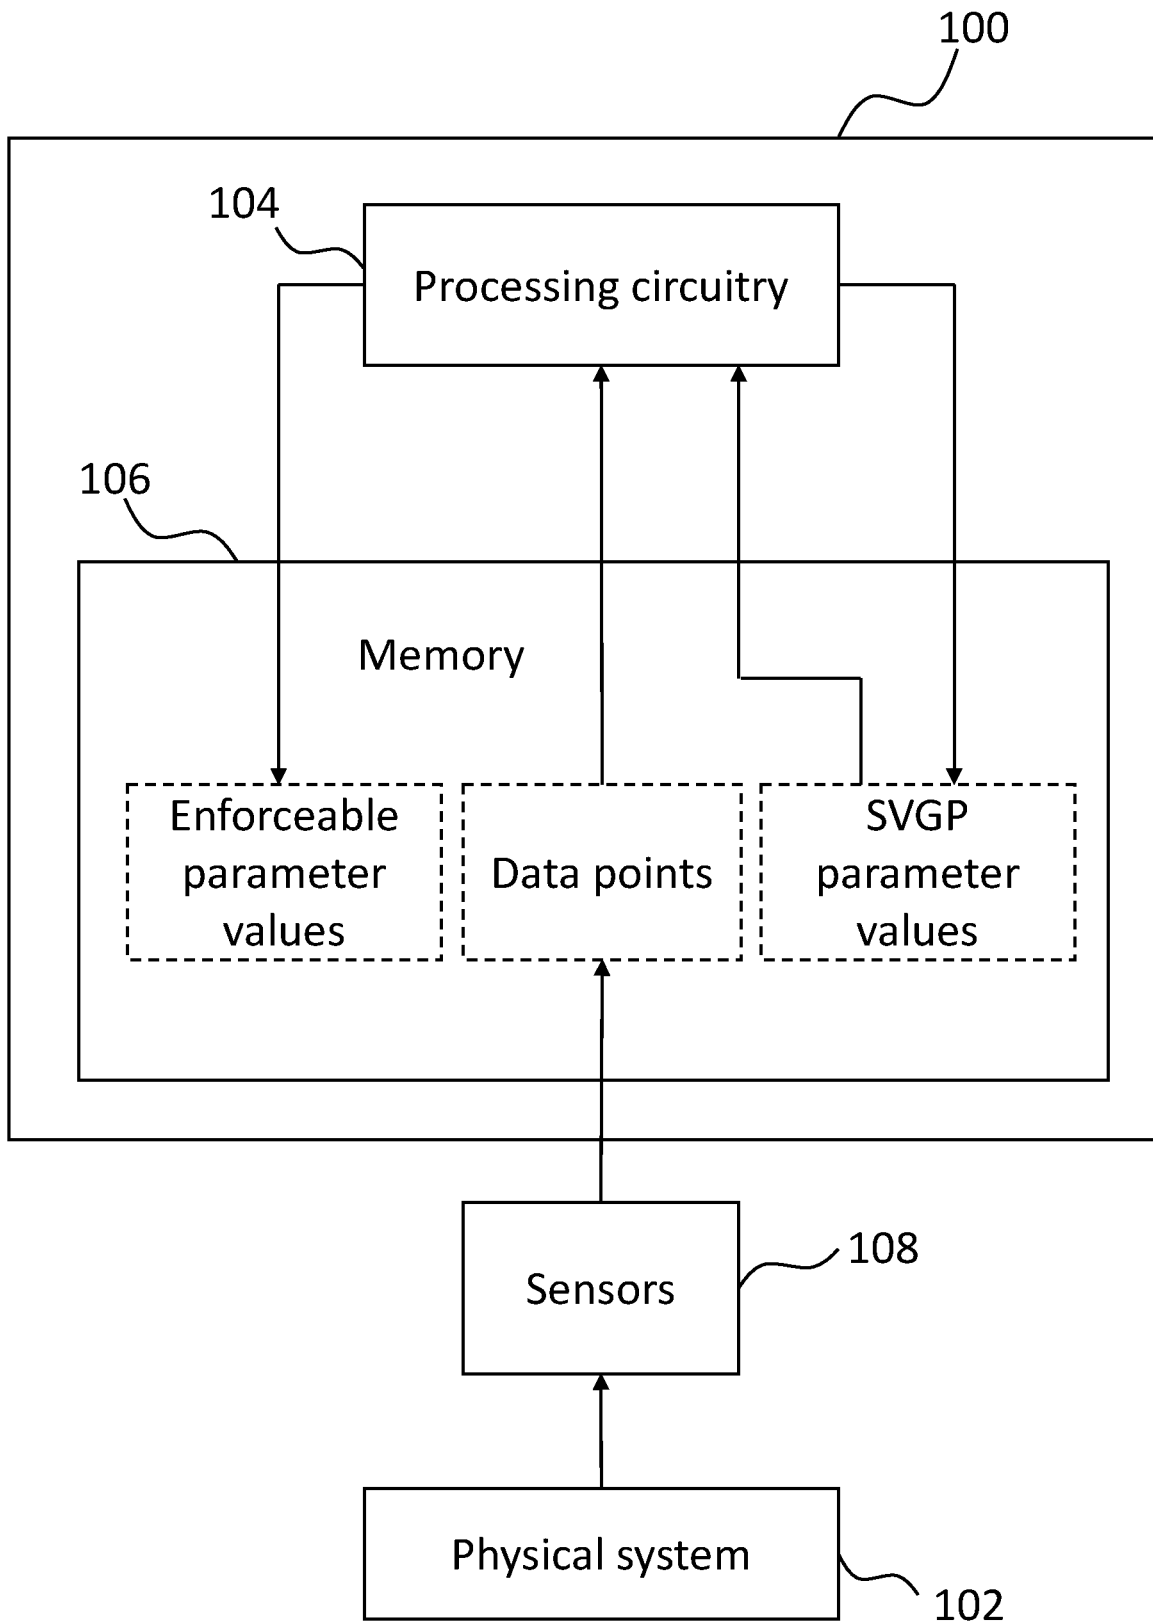 100
104
Processing circuitry
106
Memory
Enforceable
parameter
values
Data points
SVGP
parameter
values
108
Sensors
Physical system
102